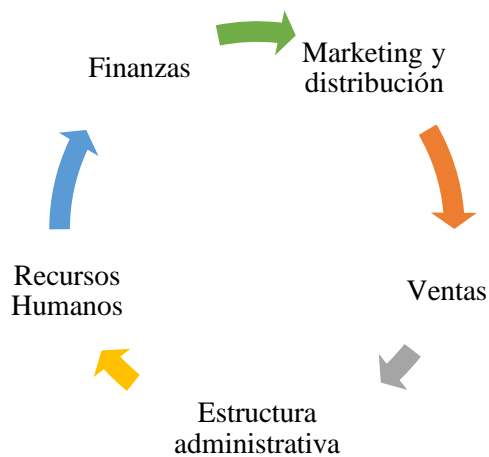 Finanzas
Marketing y
distribución
Ventas
Estructura
administrativa
Recursos
Humanos